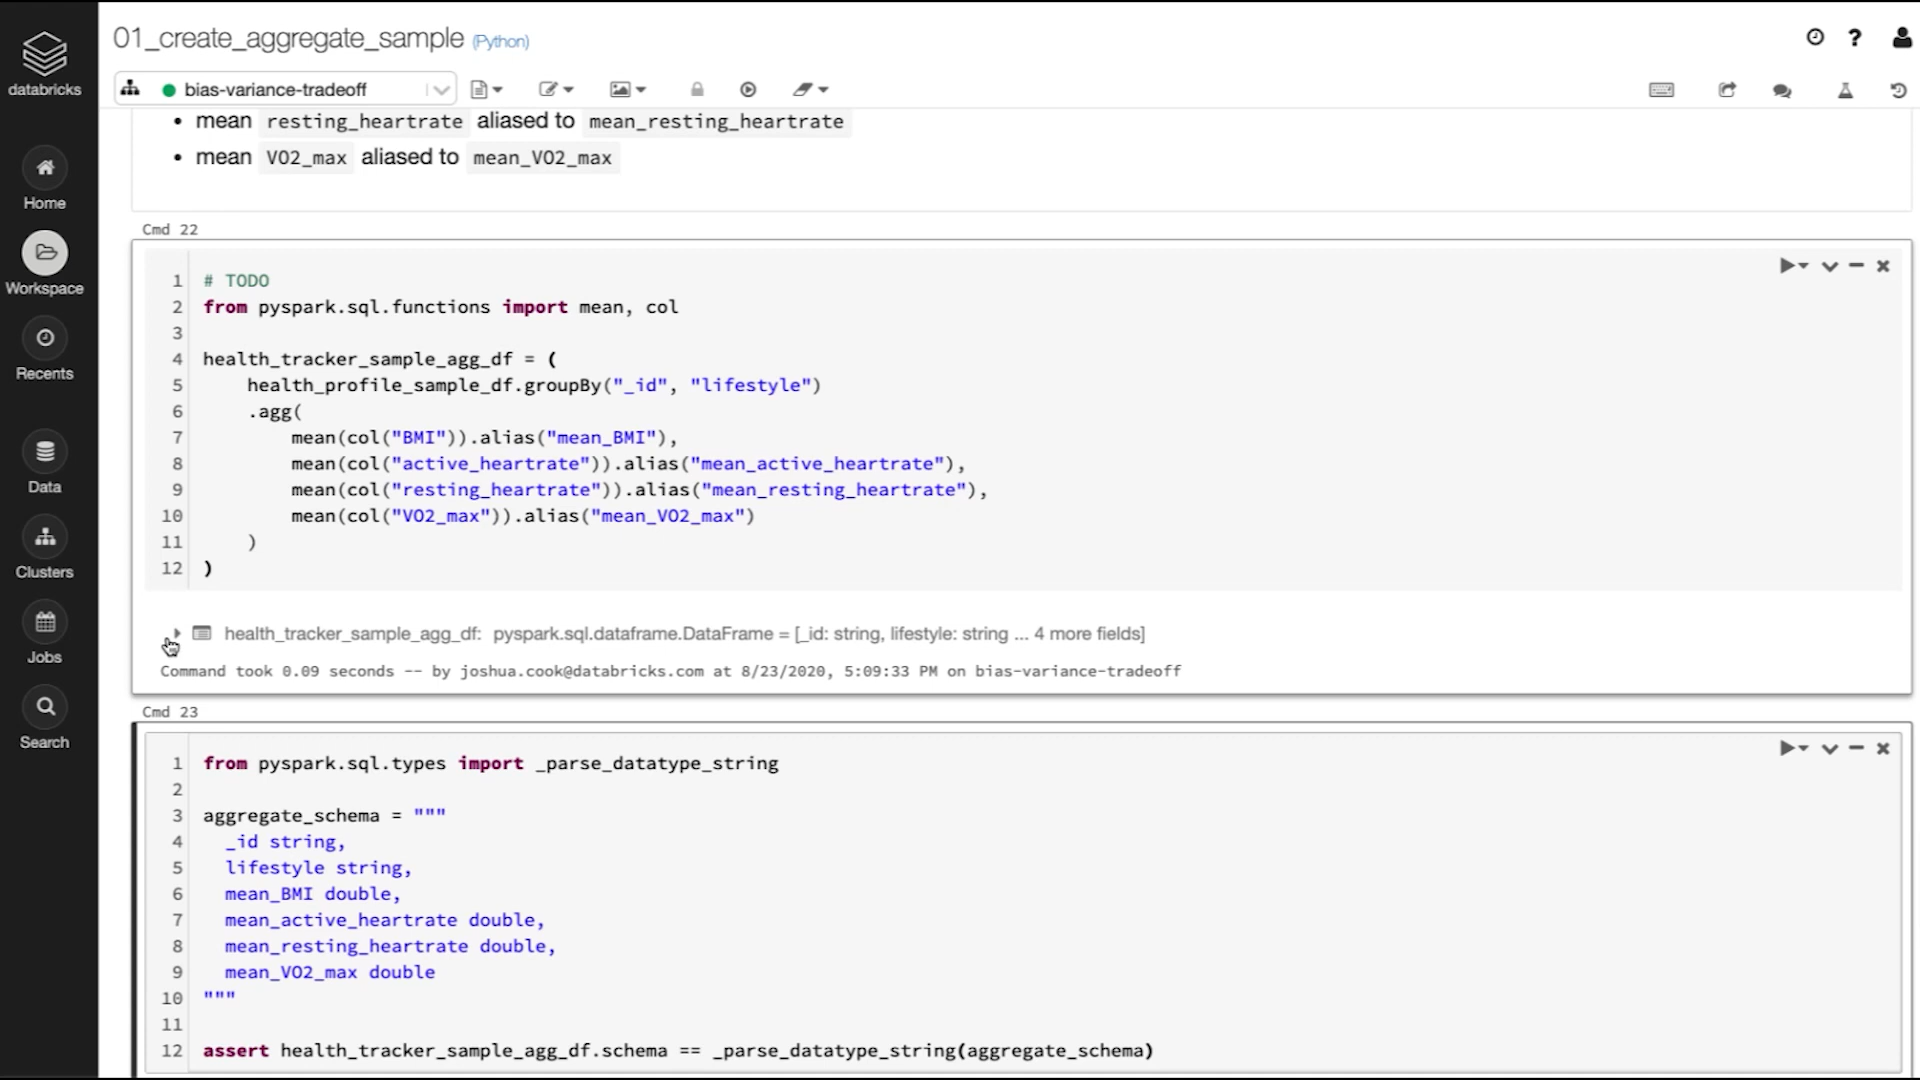 01_create_aggregate_sample (Python)
databricks
bias-variance-tradeoff
• mean resting_heartrate aliased to mean_resting_heartrate
• mean VO2_max aliased to mean_VO2_max
Home
Workspace
Recents
Data
Clusters
Jobs
Search
Cmd 22
1 # TODO
2 from pyspark.sql.functions import mean, col
3
4 health_tracker_sample_agg_df = (
5     health_profile_sample_df.groupBy("_id", "lifestyle")
6     .agg(
7         mean(col("BMI")).alias("mean_BMI"),
8         mean(col("active_heartrate")).alias("mean_active_heartrate"),
9         mean(col("resting_heartrate")).alias("mean_resting_heartrate"),
10         mean(col("VO2_max")).alias("mean_VO2_max")
11     )
12 )
health_tracker_sample_agg_df: pyspark.sql.dataframe.DataFrame = [_id: string, lifestyle: string ... 4 more fields]
Command took 0.09 seconds -- by joshua.cook@databricks.com at 8/23/2020, 5:09:33 PM on bias-variance-tradeoff
Cmd 23
1 from pyspark.sql.types import _parse_datatype_string
2
3 aggregate_schema = """
4   _id string,
5   lifestyle string,
6   mean_BMI double,
7   mean_active_heartrate double,
8   mean_resting_heartrate double,
9   mean_VO2_max double
10 """
11
12 assert health_tracker_sample_agg_df.schema == _parse_datatype_string(aggregate_schema)